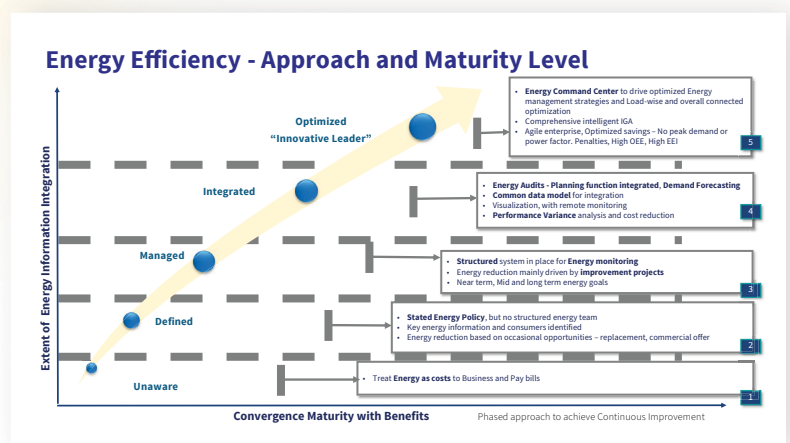 Energy Efficiency - Approach and Maturity Level
Extent of Energy Information Integration
Optimized
“Innovative Leader”
Integrated
Managed
Defined
Unaware
• Energy Command Center to drive optimized Energy
management strategies and Load-wise and overall connected
optimization
• Comprehensive intelligent IGA
• Agile enterprise, Optimized savings – No peak demand or
power factor. Penalties, High OEE, High EEI
5
• Energy Audits - Planning function integrated, Demand Forecasting
• Common data model for integration
• Visualization, with remote monitoring
• Performance Variance analysis and cost reduction
4
• Structured system in place for Energy monitoring
• Energy reduction mainly driven by improvement projects
• Near term, Mid and long term energy goals
3
• Stated Energy Policy, but no structured energy team
• Key energy information and consumers identified
• Energy reduction based on occasional opportunities – replacement, commercial offer
2
• Treat Energy as costs to Business and Pay bills
1
Convergence Maturity with Benefits
Phased approach to achieve Continuous Improvement